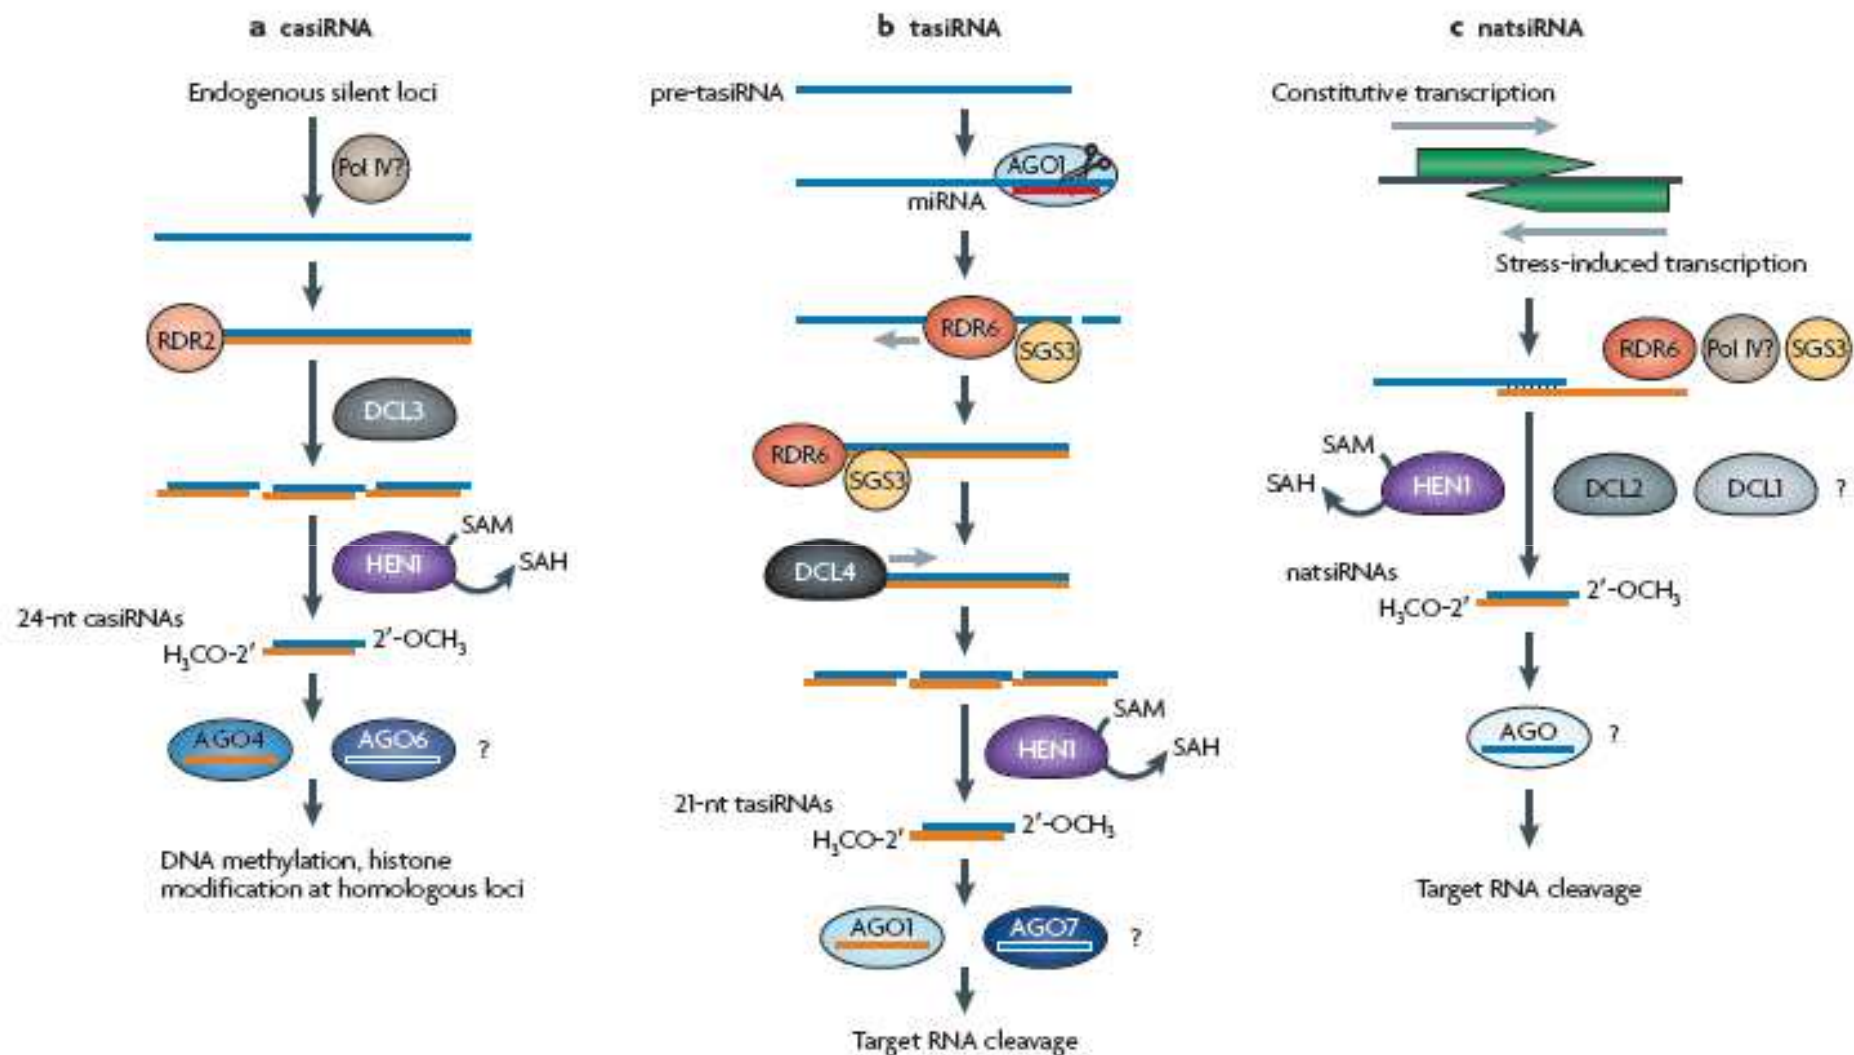 a casiRNA
Endogenous silent loci
Pol IV?
RDR2
DCL3
SAM
HEN1
SAH
24-nt casiRNAs
H₃CO-2′
2′-OCH₃
AGO4
AGO6
?
DNA methylation, histone
modification at homologous loci
b tasiRNA
pre-tasiRNA
AGO1
miRNA
RDR6
SGS3
RDR6
SGS3
DCL4
SAM
HEN1
SAH
21-nt tasiRNAs
H₃CO-2′
2′-OCH₃
AGO1
AGO7
?
Target RNA cleavage
c natsiRNA
Constitutive transcription
Stress-induced transcription
RDR6
Pol IV?
SGS3
SAM
SAH
HEN1
DCL2
DCL1
?
natsiRNAs
H₃CO-2′
2′-OCH₃
AGO
?
Target RNA cleavage